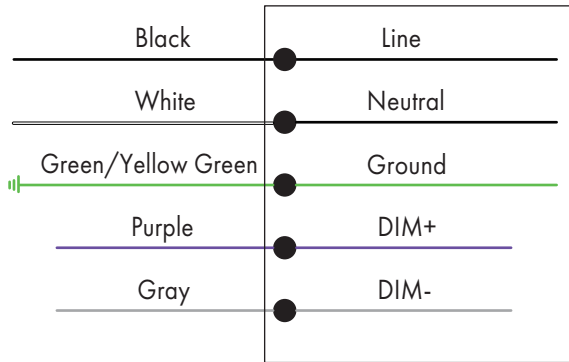 Black Line
White Neutral
Green/Yellow Green Ground
Purple DIM+
Gray DIM-